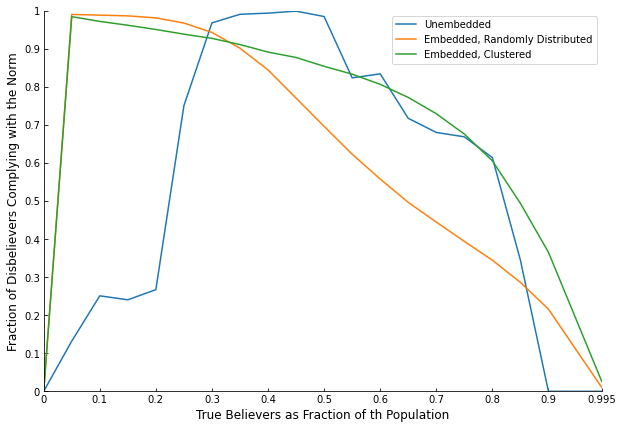 Unembedded
Embedded, Randomly Distributed
Embedded, Clustered
Fraction of Disbelievers Complying with the Norm
1
0.9
0.8
0.7
0.6
0.5
0.4
0.3
0.2
0.1
0
0 0.1 0.2 0.3 0.4 0.5 0.6 0.7 0.8 0.9 0.995
True Believers as Fraction of th Population